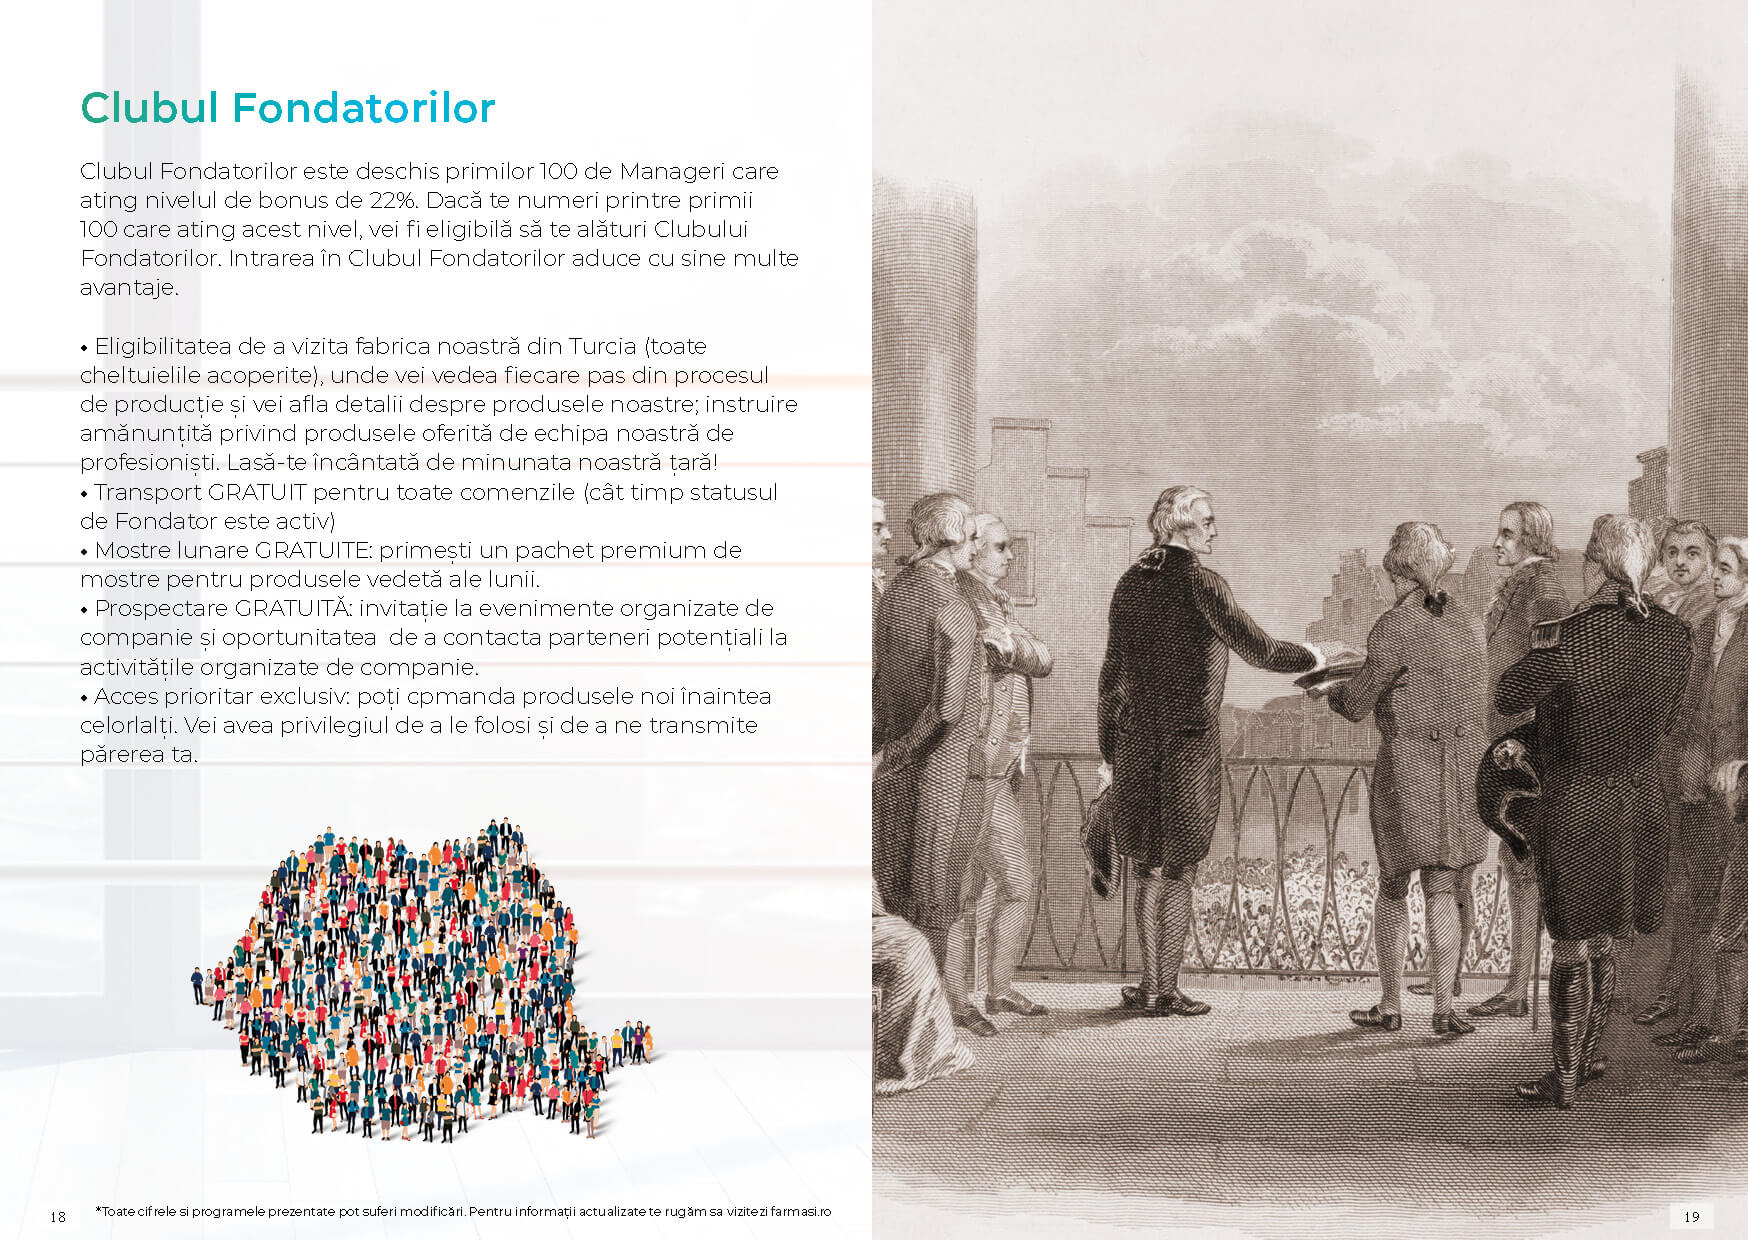 Clubul Fondatorilor
Clubul Fondatorilor este deschis primilor 100 de Manageri care
ating nivelul de bonus de 22%. Dacă te numeri printre primii
100 care ating acest nivel, vei fi eligibilă să te alături Clubului
Fondatorilor. Intrarea în Clubul Fondatorilor aduce cu sine multe
avantaje.
• Eligibilitatea de a vizita fabrica noastră din Turcia (toate
cheltuielile acoperite), unde vei vedea fiecare pas din procesul
de producție și vei afla detalii despre produsele noastre; instruire
amănunțită privind produsele oferită de echipa noastră de
profesioniști. Lasă-te încântată de minunata noastră țară!
• Transport GRATUIT pentru toate comenzile (cât timp statusul
de Fondator este activ)
• Mostre lunare GRATUITE: primești un pachet premium de
mostre pentru produsele vedetă ale lunii.
• Prospectare GRATUITĂ: invitație la evenimente organizate de
companie și oportunitatea  de a contacta parteneri potențiali la
activitățile organizate de companie.
• Acces prioritar exclusiv: poți cpmanda produsele noi înaintea
celorlalți. Vei avea privilegiul de a le folosi și de a ne transmite
părerea ta.
*Toate cifrele si programele prezentate pot suferi modificări. Pentru informații actualizate te rugăm sa vizitezi farmasi.ro
18
19